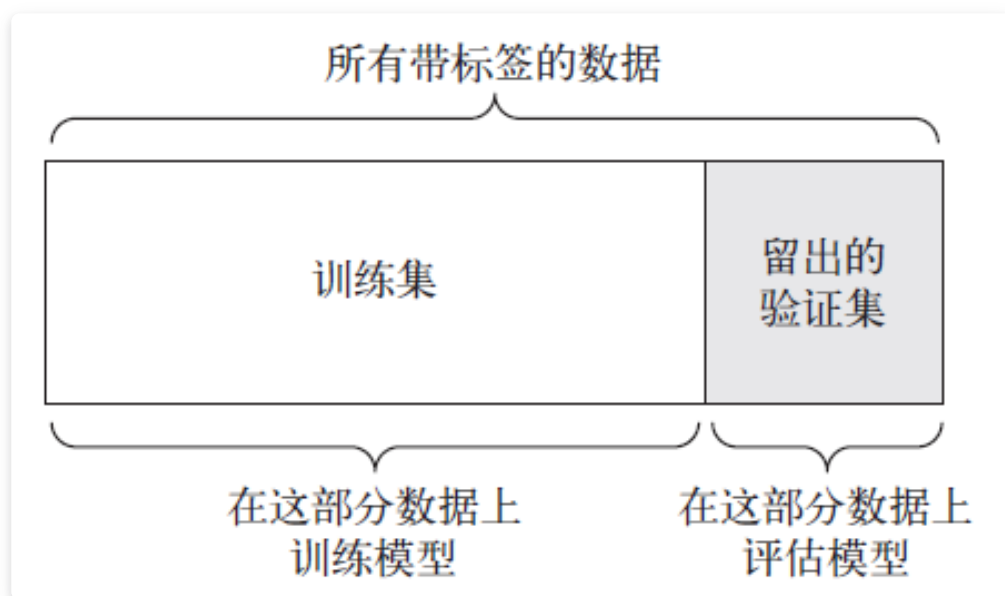 所有带标签的数据
训练集
留出的
验证集
在这部分数据上
训练模型
在这部分数据上
评估模型